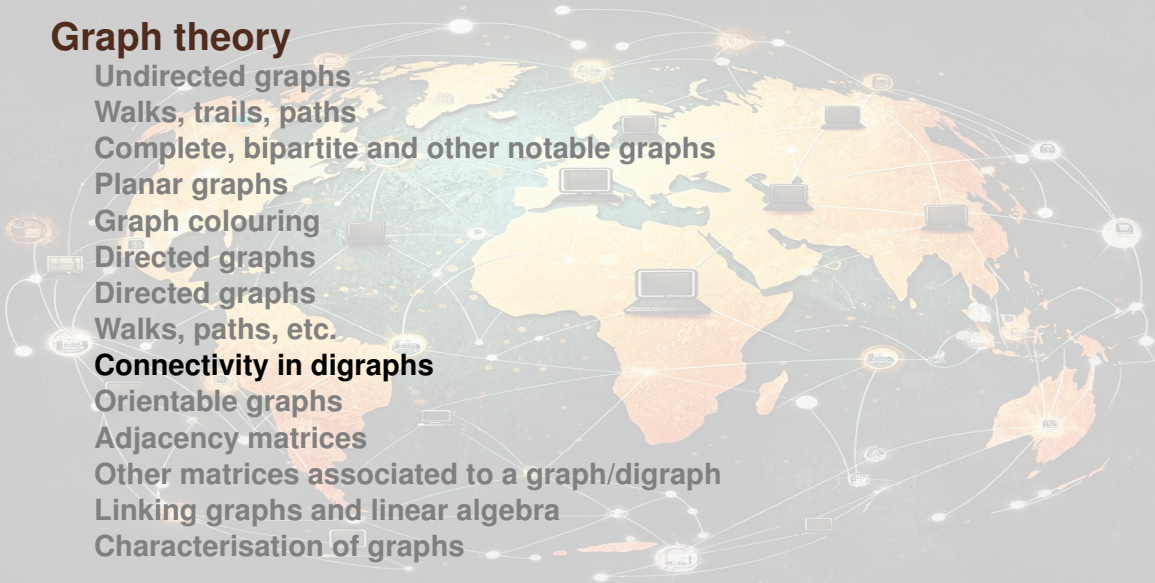 Graph theory
Undirected graphs
Walks, trails, paths
Complete, bipartite and other notable graphs
Planar graphs
Graph colouring
Directed graphs
Directed graphs
Walks, paths, etc.
Connectivity in digraphs
Orientable graphs
Adjacency matrices
Other matrices associated to a graph/digraph
Linking graphs and linear algebra
Characterisation of graphs